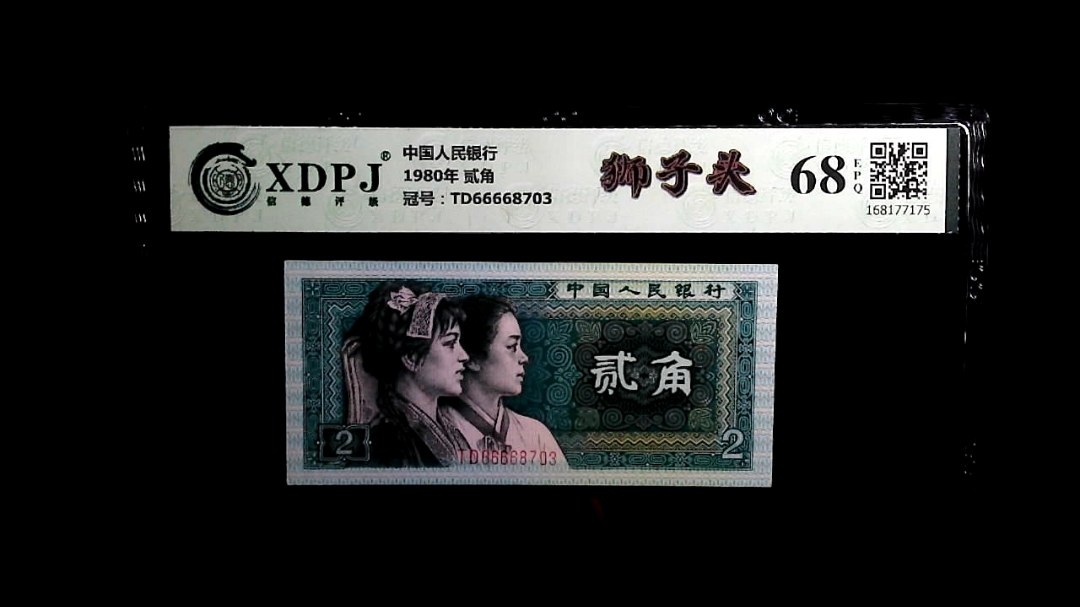 XDPJ®
信德评级
中国人民银行
1980年 贰角
冠号：TD66668703
狮子头
68
EPQ
168177175
中国人民银行
贰角
2
2
TD66668703